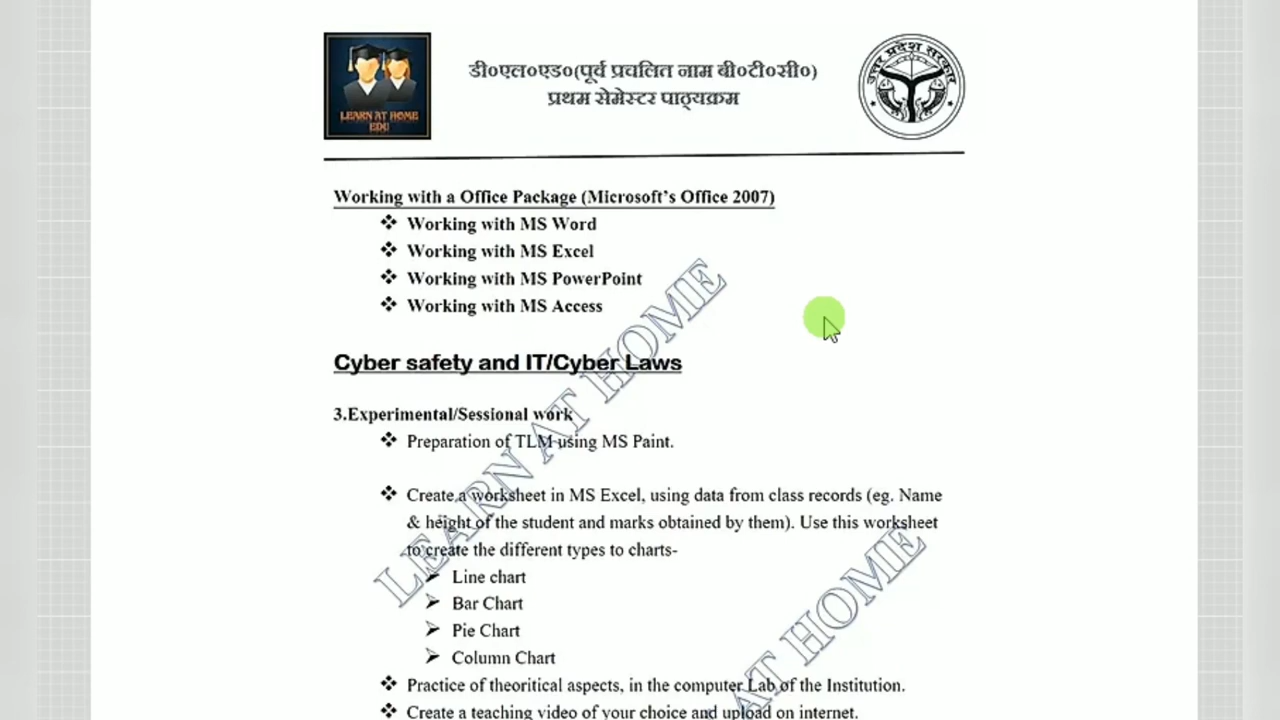 LEARN AT HOME
EDU
डी०एल०एड०(पूर्व प्रचलित नाम बी०टी०सी०)
प्रथम सेमेस्टर पाठ्यक्रम
उत्तर प्रदेश सरकार
Working with a Office Package (Microsoft's Office 2007)
❖ Working with MS Word
❖ Working with MS Excel
❖ Working with MS PowerPoint
❖ Working with MS Access
Cyber safety and IT/Cyber Laws
3.Experimental/Sessional work
❖ Preparation of TLM using MS Paint.
❖ Create a worksheet in MS Excel, using data from class records (eg. Name
& height of the student and marks obtained by them). Use this worksheet
to create the different types to charts-
➢ Line chart
➢ Bar Chart
➢ Pie Chart
➢ Column Chart
❖ Practice of theoritical aspects, in the computer Lab of the Institution.
❖ Create a teaching video of your choice and upload on internet.
LEARN AT HOME
AT HOME